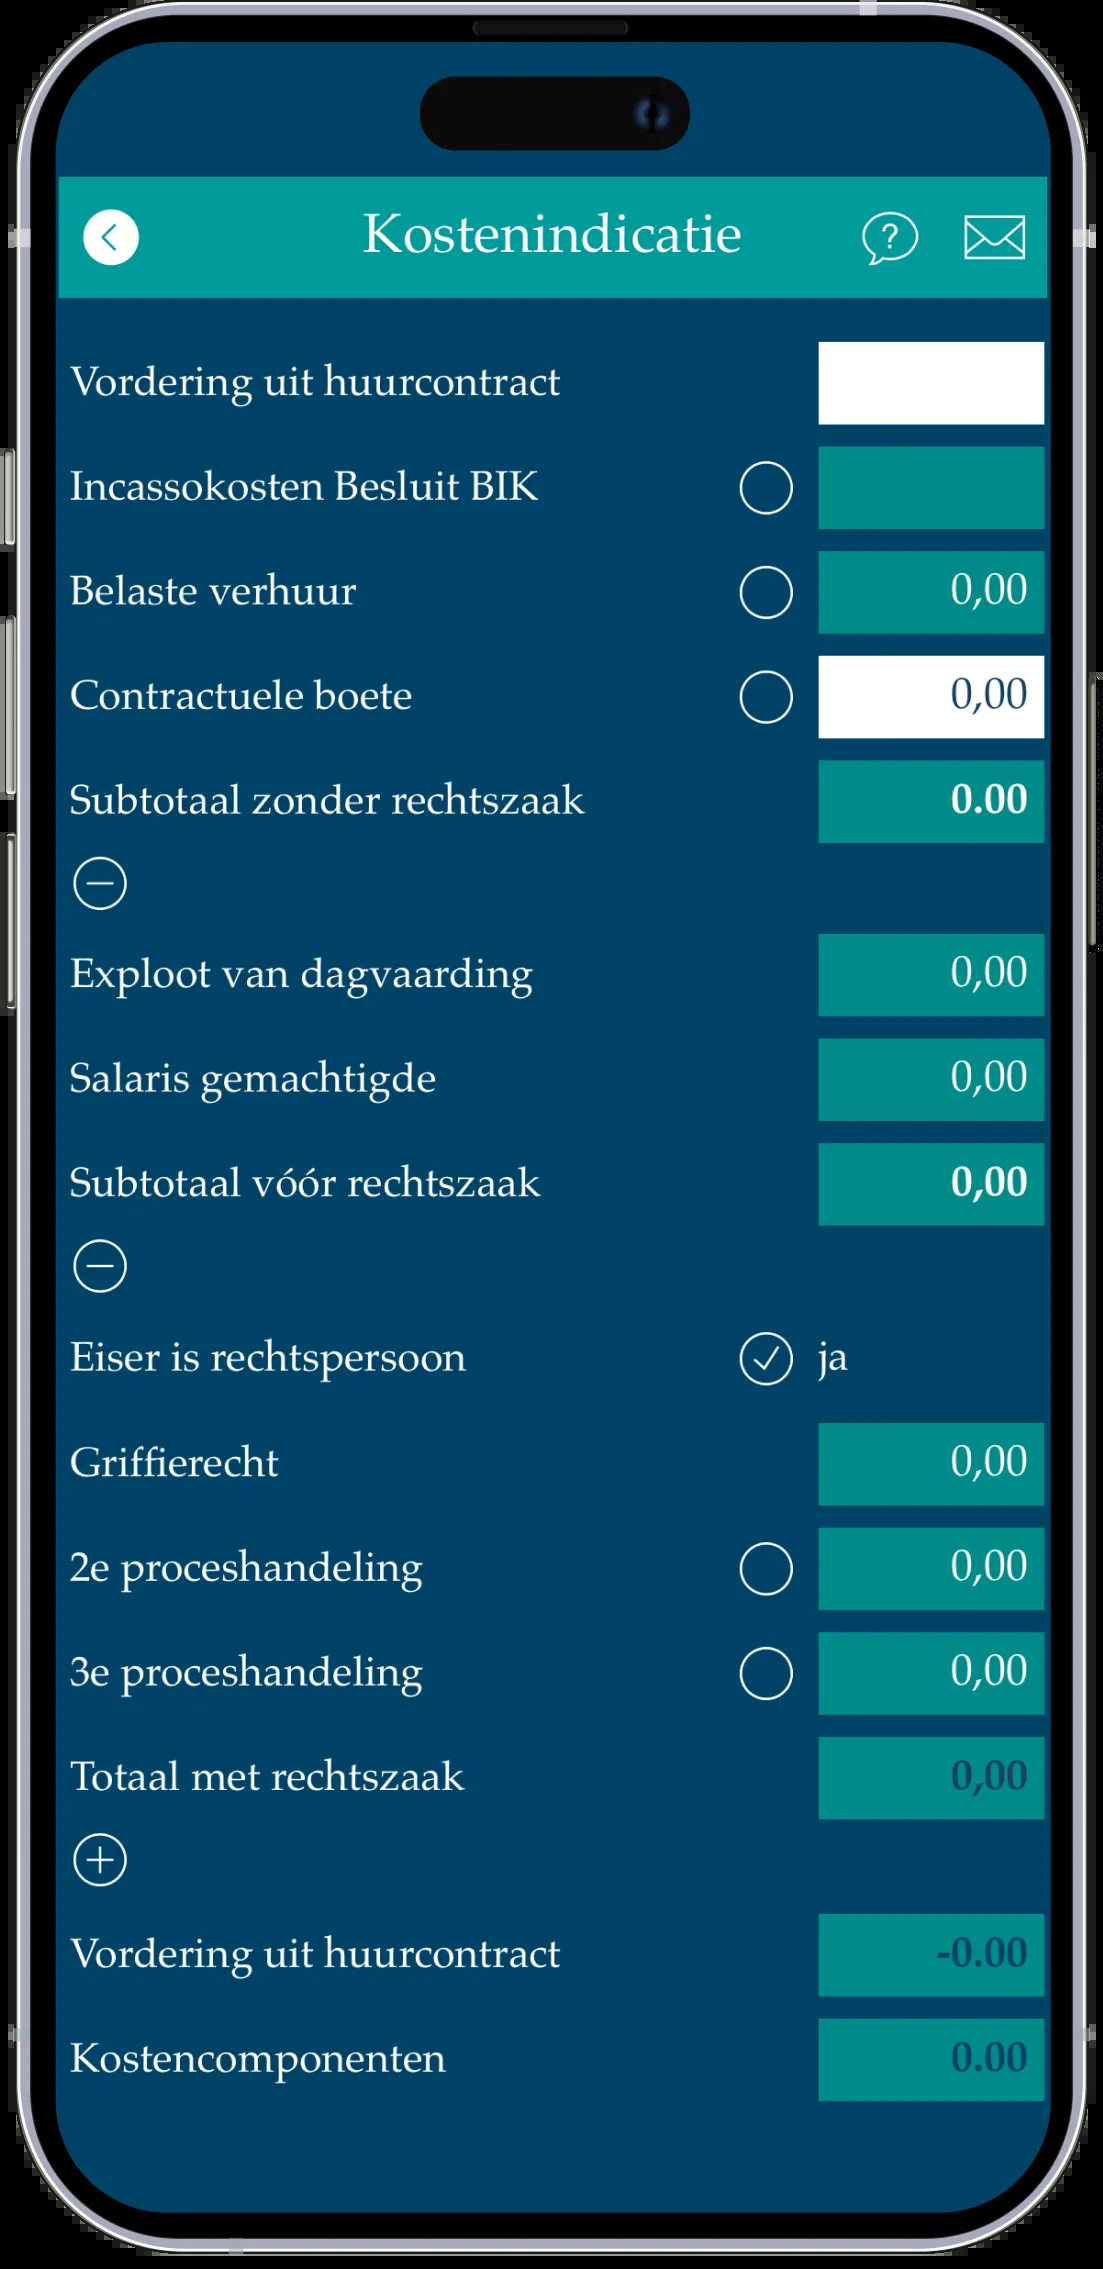 Kostenindicatie ?
Vordering uit huurcontract
Incassokosten Besluit BIK
Belaste verhuur 0,00
Contractuele boete 0,00
Subtotaal zonder rechtszaak 0.00
Exploot van dagvaarding 0,00
Salaris gemachtigde 0,00
Subtotaal vóór rechtszaak 0,00
Eiser is rechtspersoon ja
Griffierecht 0,00
2e proceshandeling 0,00
3e proceshandeling 0,00
Totaal met rechtszaak 0,00
Vordering uit huurcontract -0.00
Kostencomponenten 0.00